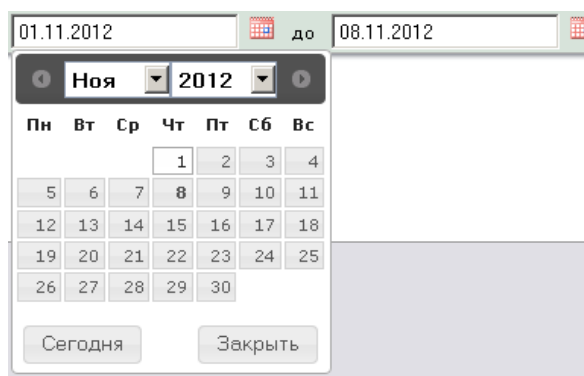 01.11.2012 до 08.11.2012
Ноя 2012
Пн Вт Ср Чт Пт Сб Вс
1 2 3 4
5 6 7 8 9 10 11
12 13 14 15 16 17 18
19 20 21 22 23 24 25
26 27 28 29 30
Сегодня Закрыть